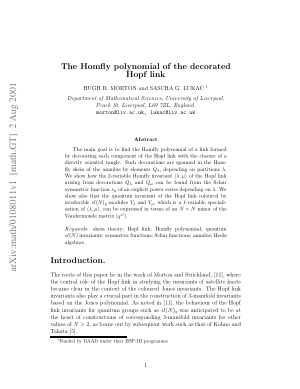 The Homfly polynomial of the decorated
Hopf link
HUGH R. MORTON and SASCHA G. LUKAC ¹
Department of Mathematical Sciences, University of Liverpool,
Peach St, Liverpool, L69 7ZL, England.
morton@liv.ac.uk, lukac@liv.ac.uk
arXiv:math/0108011v1 [math.GT] 2 Aug 2001
Abstract
The main goal is to find the Homfly polynomial of a link formed
by decorating each component of the Hopf link with the closure of a
directly oriented tangle. Such decorations are spanned in the Hom-
fly skein of the annulus by elements Qλ, depending on partitions λ.
We show how the 2-variable Homfly invariant ⟨λ, μ⟩ of the Hopf link
arising from decorations Qλ and Qμ can be found from the Schur
symmetric function sμ of an explicit power series depending on λ. We
show also that the quantum invariant of the Hopf link coloured by
irreducible sl(N)q modules Vλ and Vμ, which is a 1-variable speciali-
sation of ⟨λ, μ⟩, can be expressed in terms of an N × N minor of the
Vandermonde matrix (q^ij).
Keywords: skein theory; Hopf link; Homfly polynomial; quantum
sl(N) invariants; symmetric functions; Schur functions; annulus; Hecke
algebras.
Introduction.
The roots of this paper lie in the work of Morton and Strickland, [11], where
the central role of the Hopf link in studying the invariants of satellite knots
became clear in the context of the coloured Jones invariants. The Hopf link
invariants also play a crucial part in the construction of 3-manifold invariants
based on the Jones polynomial. As noted in [11], the behaviour of the Hopf
link invariants for quantum groups such as sl(N)q was anticipated to be at
the heart of constructions of corresponding 3-manifold invariants for other
values of N > 2, as borne out by subsequent work such as that of Kohno and
Takata [5].
¹Funded by DAAD under their HSP-III programme
1